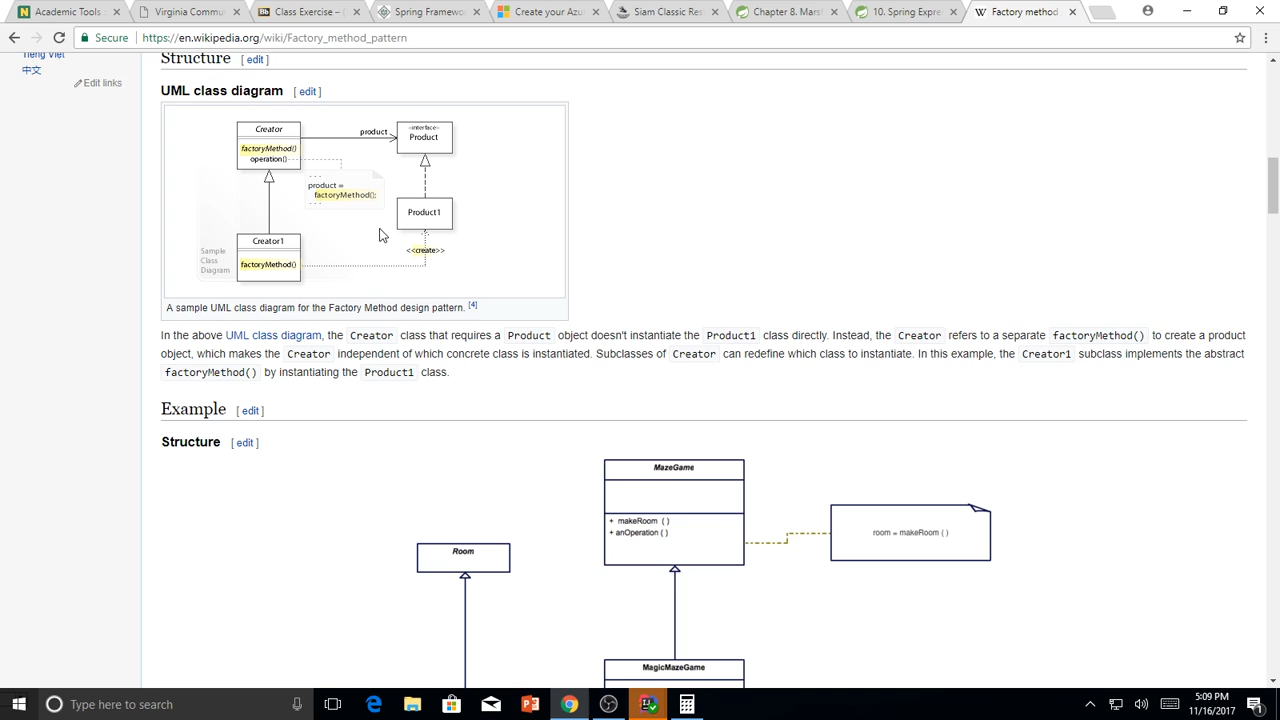 Academic Tools -
Virginia Commu
Class Exercise – (
Spring Framewo
Create your Azur
Siam Classic Res
Chapter 8. Mars
10. Spring Expre
Factory method
Secure https://en.wikipedia.org/wiki/Factory_method_pattern
Tiếng Việt
中文
Edit links
Structure [ edit ]
UML class diagram [ edit ]
Creator
factoryMethod()
operation()
product
«interface»
Product
product =
factoryMethod();
Product1
Creator1
factoryMethod()
<<create>>
Sample
Class
Diagram
A sample UML class diagram for the Factory Method design pattern. [4]
In the above UML class diagram, the Creator class that requires a Product object doesn't instantiate the Product1 class directly. Instead, the Creator refers to a separate factoryMethod() to create a product
object, which makes the Creator independent of which concrete class is instantiated. Subclasses of Creator can redefine which class to instantiate. In this example, the Creator1 subclass implements the abstract
factoryMethod() by instantiating the Product1 class.
Example [ edit ]
Structure [ edit ]
MazeGame
+ makeRoom ( )
+ anOperation ( )
room = makeRoom ( )
Room
MagicMazeGame
Type here to search
5:09 PM
11/16/2017